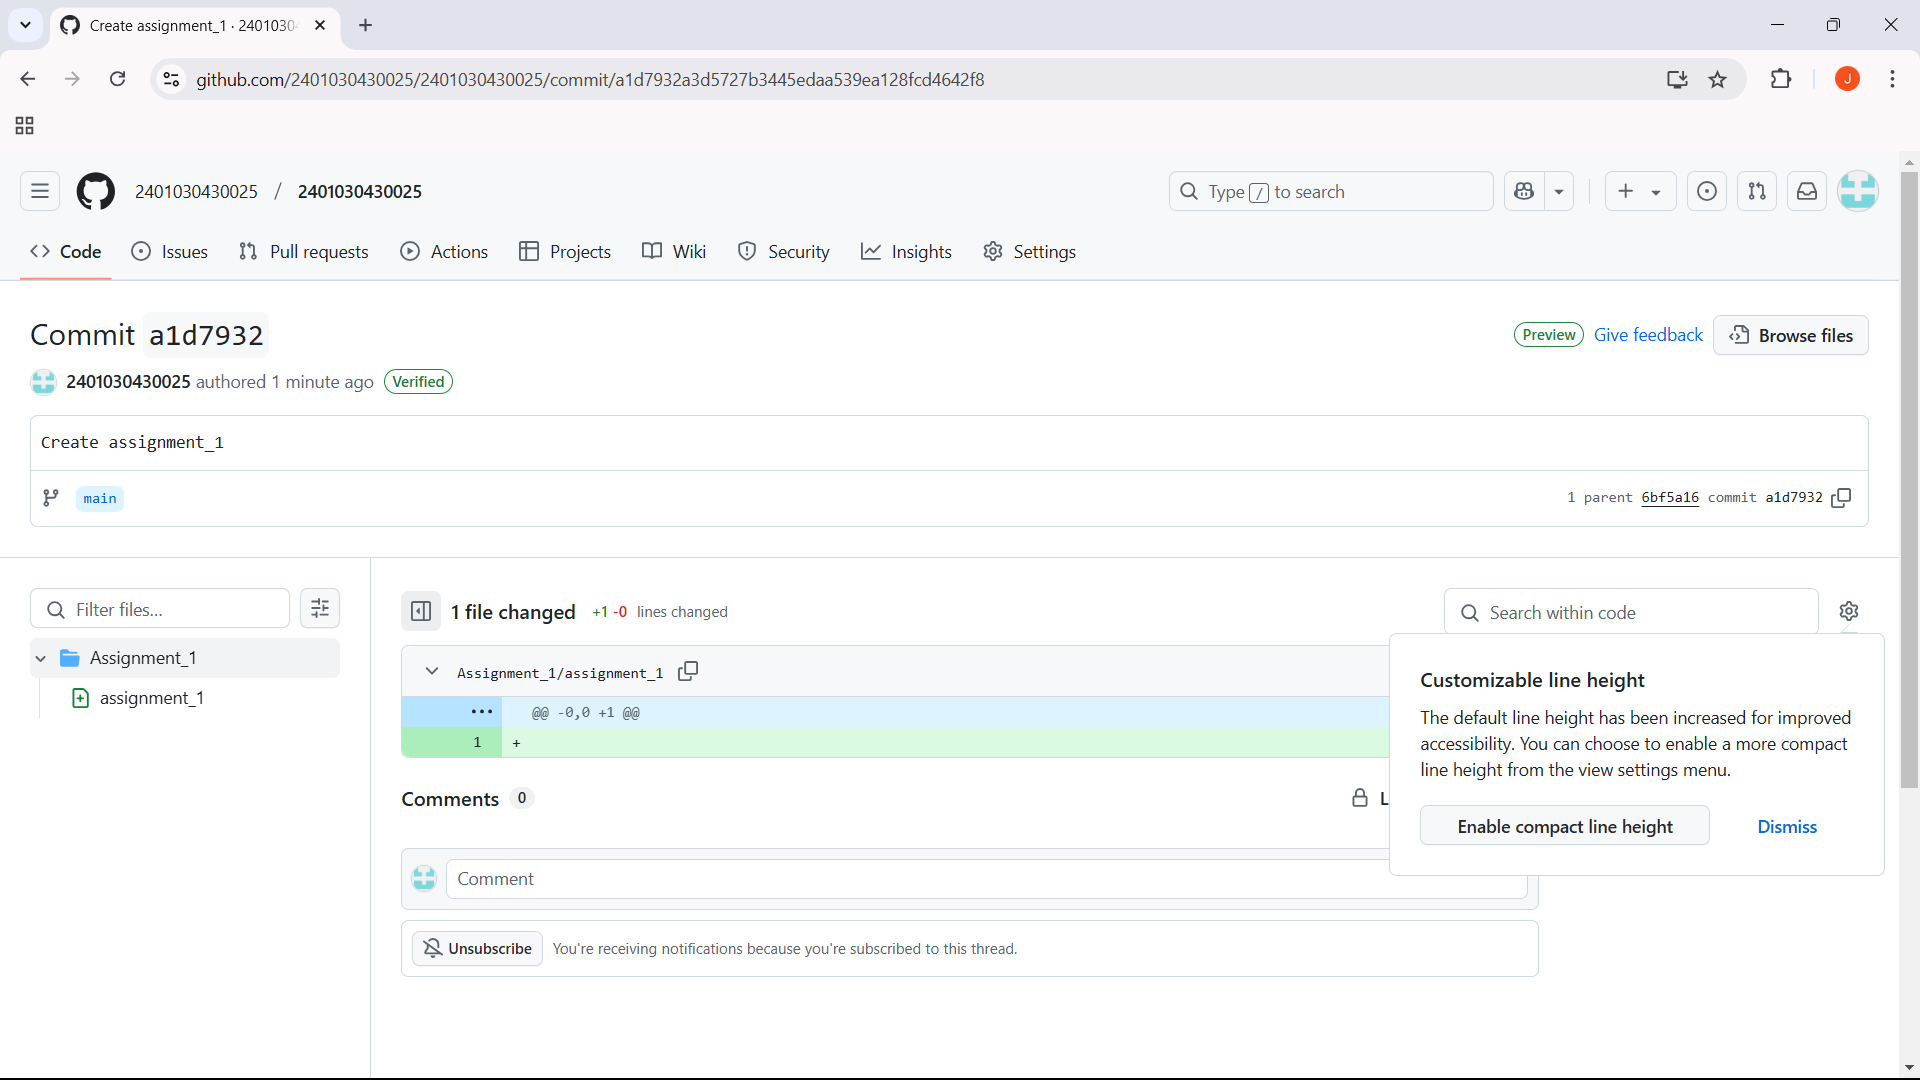 Create assignment_1 · 2401030
github.com/2401030430025/2401030430025/commit/a1d7932a3d5727b3445edaa539ea128fcd4642f8
J
2401030430025 / 2401030430025
Type / to search
Code
Issues
Pull requests
Actions
Projects
Wiki
Security
Insights
Settings
Commit a1d7932
Preview
Give feedback
Browse files
2401030430025 authored 1 minute ago
Verified
Create assignment_1
main
1 parent 6bf5a16 commit a1d7932
Filter files...
1 file changed
+1 -0 lines changed
Search within code
Assignment_1
assignment_1
Assignment_1/assignment_1
@@ -0,0 +1 @@
1 +
Customizable line height
The default line height has been increased for improved
accessibility. You can choose to enable a more compact
line height from the view settings menu.
Enable compact line height
Dismiss
Comments 0
L
Comment
Unsubscribe
You're receiving notifications because you're subscribed to this thread.